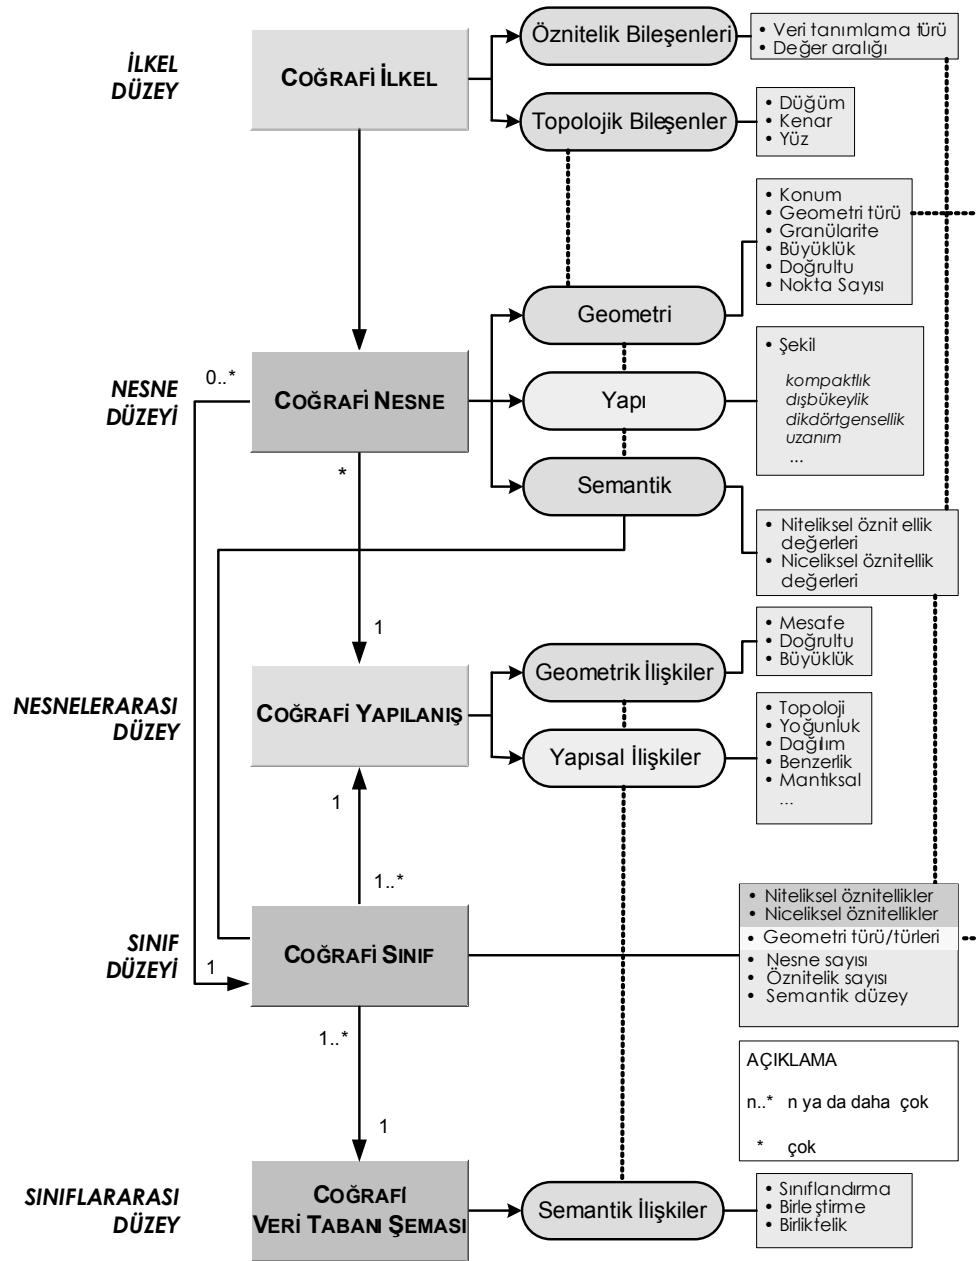 İLKEL
DÜZEY
COĞRAFİ İLKEL
Öznitelik Bileşenleri
• Veri tanımlama türü
• Değer aralığı
Topolojik Bileşenler
• Düğüm
• Kenar
• Yüz
• Konum
• Geometri türü
• Granülarite
• Büyüklük
• Doğrultu
• Nokta Sayısı
NESNE
DÜZEYİ
0..*
COĞRAFİ NESNE
*
Geometri
Yapı
Semantik
• Şekil
kompaktlık
dışbükeylik
dikdörtgensellik
uzanım
...
• Niteliksel öznitellik
değerleri
• Niceliksel öznitellik
değerleri
1
NESNELERARASI
DÜZEY
COĞRAFİ YAPILANIŞ
Geometrik İlişkiler
• Mesafe
• Doğrultu
• Büyüklük
Yapısal İlişkiler
• Topoloji
• Yoğunluk
• Dağılım
• Benzerlik
• Mantıksal
...
1
1..*
SINIF
DÜZEYİ
1
COĞRAFİ SINIF
• Niteliksel öznitellikler
• Niceliksel öznitellikler
• Geometri türü/türleri
• Nesne sayısı
• Öznitelik sayısı
• Semantik düzey
1..*
1
AÇIKLAMA
n..* n ya da daha çok
* çok
SINIFLARARASI
DÜZEY
COĞRAFİ
VERİ TABANI ŞEMASI
Semantik İlişkiler
• Sınıflandırma
• Birleştirme
• Birliktelik